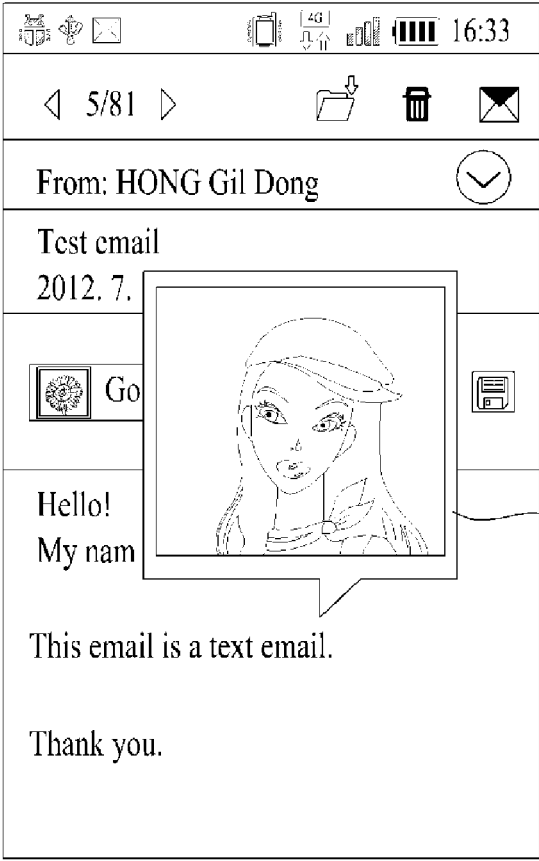 4G
16:33
5/81
From: HONG Gil Dong
Test email
2012. 7.
Go
Hello!
My nam
This email is a text email.
Thank you.